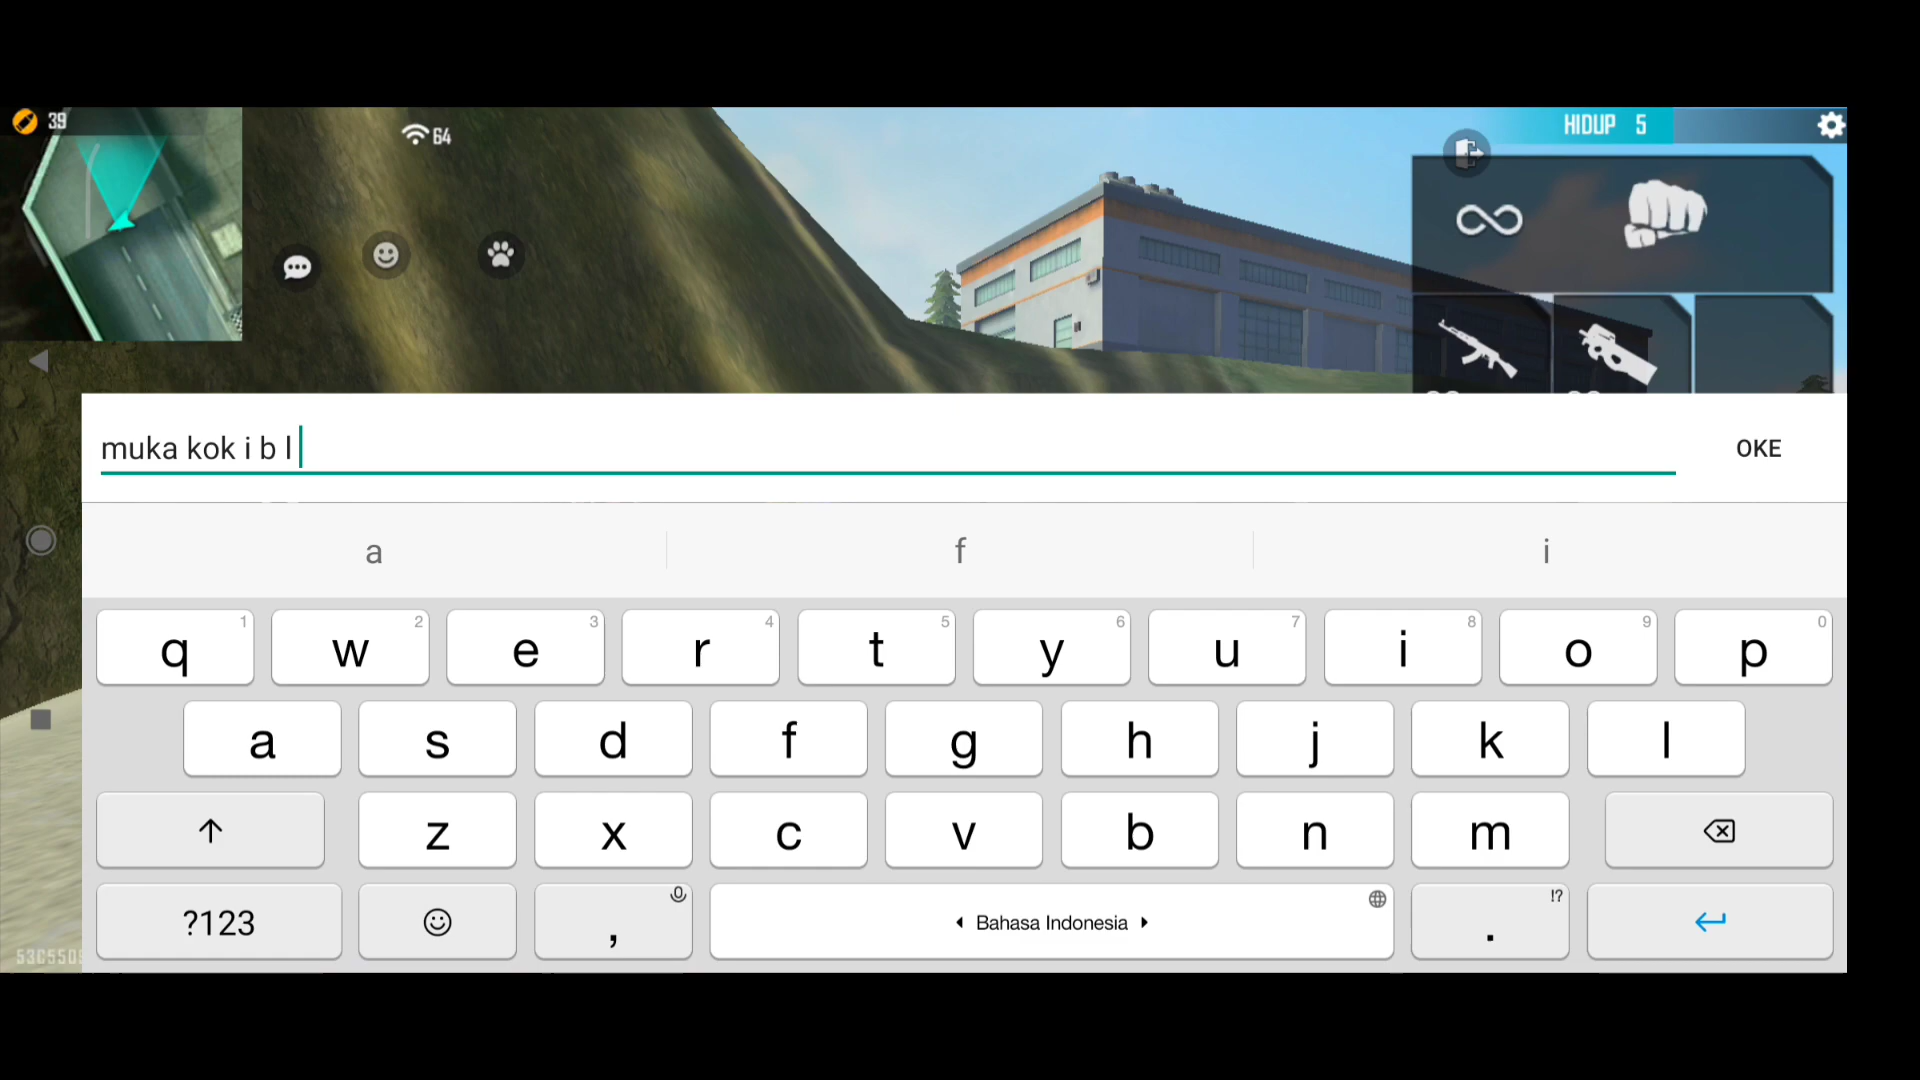 39
64
HIDUP 5
muka kok i b l
OKE
a f i
q 1 w 2 e 3 r 4 t 5 y 6 u 7 i 8 o 9 p 0
a s d f g h j k l
z x c v b n m
?123 , Bahasa Indonesia . !?